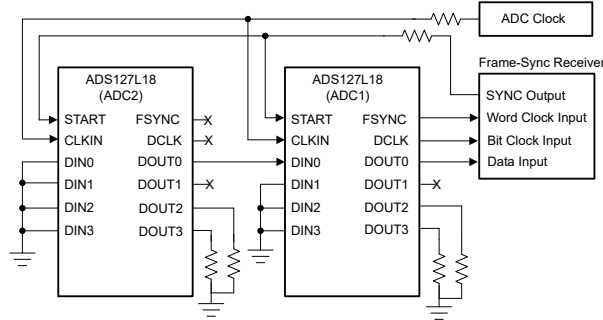 ADC Clock
Frame-Sync Receiver
SYNC Output
Word Clock Input
Bit Clock Input
Data Input
ADS127L18
(ADC2)
START FSYNC
CLKIN DCLK
DIN0 DOUT0
DIN1 DOUT1
DIN2 DOUT2
DIN3 DOUT3
ADS127L18
(ADC1)
START FSYNC
CLKIN DCLK
DIN0 DOUT0
DIN1 DOUT1
DIN2 DOUT2
DIN3 DOUT3